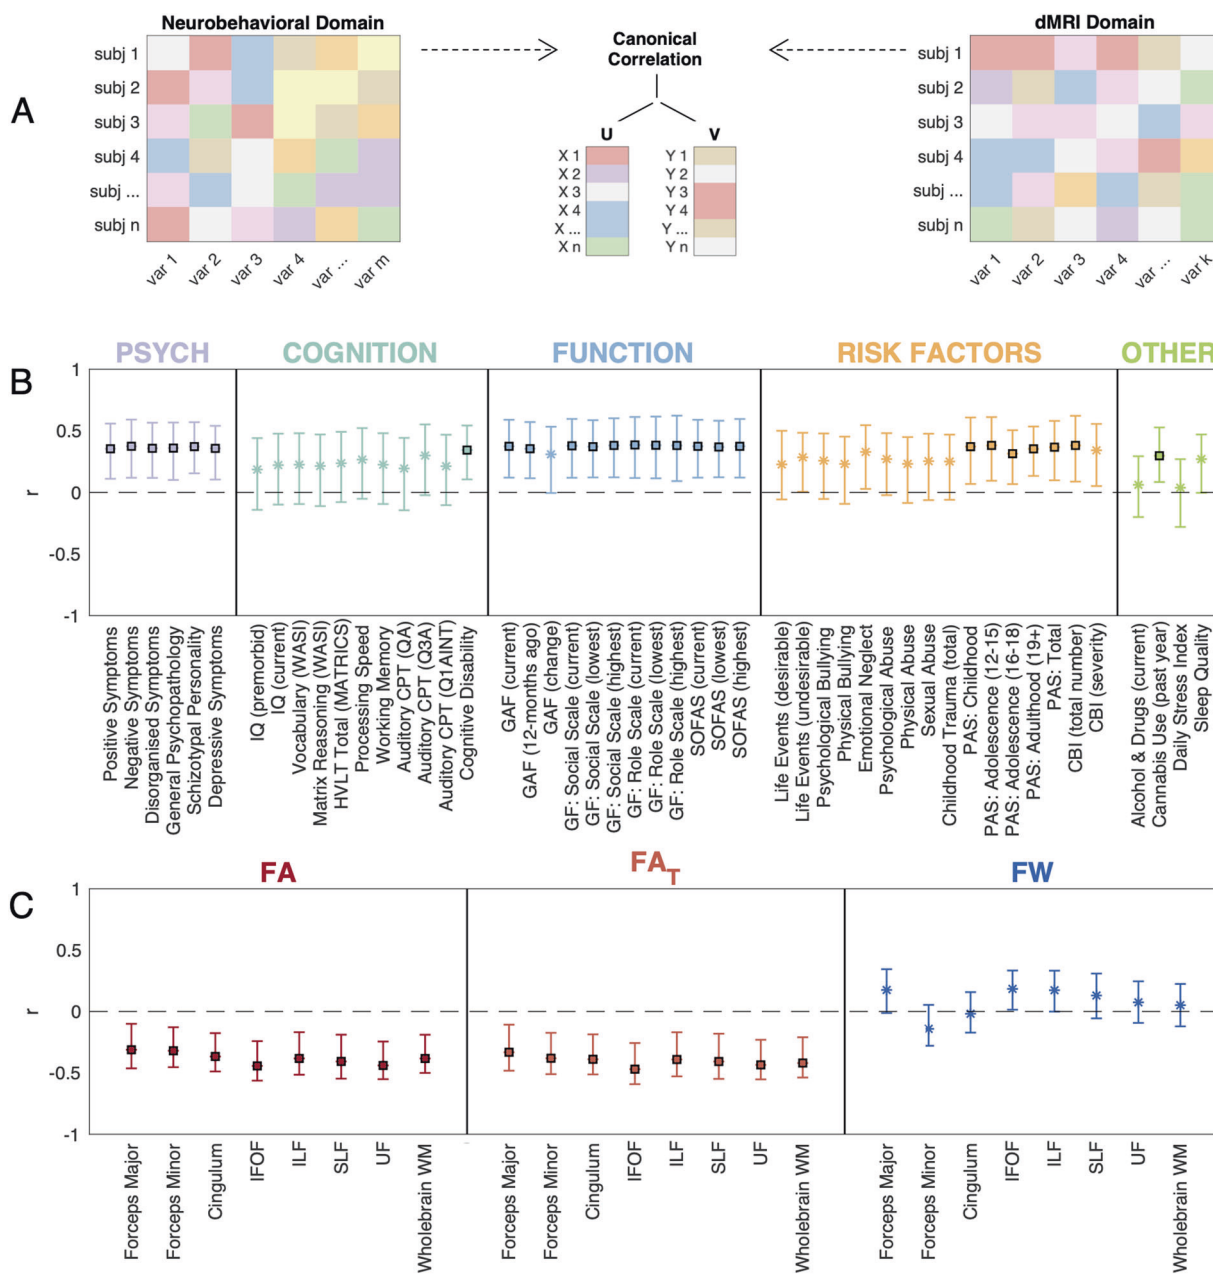 A
Neurobehavioral Domain
subj 1
subj 2
subj 3
subj 4
subj ...
subj n
var 1
var 2
var 3
var 4
var ...
var m
Canonical
Correlation
U
X 1
X 2
X 3
X 4
X ...
X n
V
Y 1
Y 2
Y 3
Y 4
Y ...
Y n
dMRI Domain
subj 1
subj 2
subj 3
subj 4
subj ...
subj n
var 1
var 2
var 3
var 4
var ...
var k
B
PSYCH
COGNITION
FUNCTION
RISK FACTORS
OTHER
r
1
0.5
0
-0.5
-1
Positive Symptoms
Negative Symptoms
Disorganised Symptoms
General Psychopathology
Schizotypal Personality
Depressive Symptoms
IQ (premorbid)
IQ (current)
Vocabulary (WASI)
Matrix Reasoning (WASI)
HVLT Total (MATRICS)
Processing Speed
Working Memory
Auditory CPT (QA)
Auditory CPT (Q3A)
Auditory CPT (Q1AINT)
Cognitive Disability
GAF (current)
GAF (12-months ago)
GAF (change)
GF: Social Scale (current)
GF: Social Scale (lowest)
GF: Social Scale (highest)
GF: Role Scale (current)
GF: Role Scale (lowest)
GF: Role Scale (highest)
SOFAS (current)
SOFAS (lowest)
SOFAS (highest)
Life Events (desirable)
Life Events (undesirable)
Psychological Bullying
Physical Bullying
Emotional Neglect
Psychological Abuse
Physical Abuse
Sexual Abuse
Childhood Trauma (total)
PAS: Childhood
PAS: Adolescence (12-15)
PAS: Adolescence (16-18)
PAS: Adulthood (19+)
PAS: Total
CBI (total number)
CBI (severity)
Alcohol & Drugs (current)
Cannabis Use (past year)
Daily Stress Index
Sleep Quality
C
FA
FA_T
FW
r
1
0.5
0
-0.5
-1
Forceps Major
Forceps Minor
Cingulum
IFOF
ILF
SLF
UF
Wholebrain WM
Forceps Major
Forceps Minor
Cingulum
IFOF
ILF
SLF
UF
Wholebrain WM
Forceps Major
Forceps Minor
Cingulum
IFOF
ILF
SLF
UF
Wholebrain WM